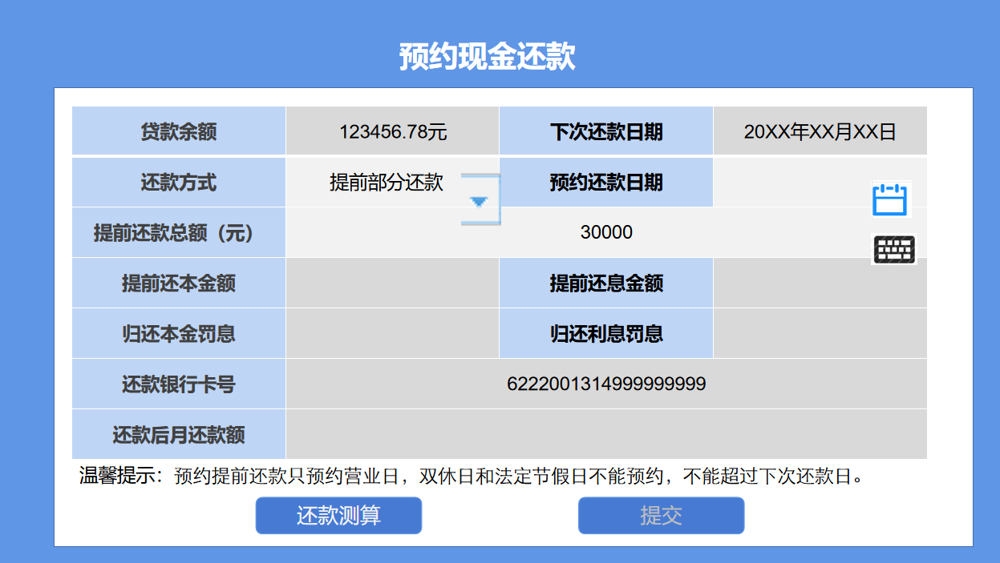 预约现金还款
贷款余额 123456.78元 下次还款日期 20XX年XX月XX日
还款方式 提前部分还款 预约还款日期
提前还款总额（元） 30000
提前还本金额 提前还息金额
归还本金罚息 归还利息罚息
还款银行卡号 6222001314999999999
还款后月还款额
温馨提示：预约提前还款只预约营业日，双休日和法定节假日不能预约，不能超过下次还款日。
还款测算 提交